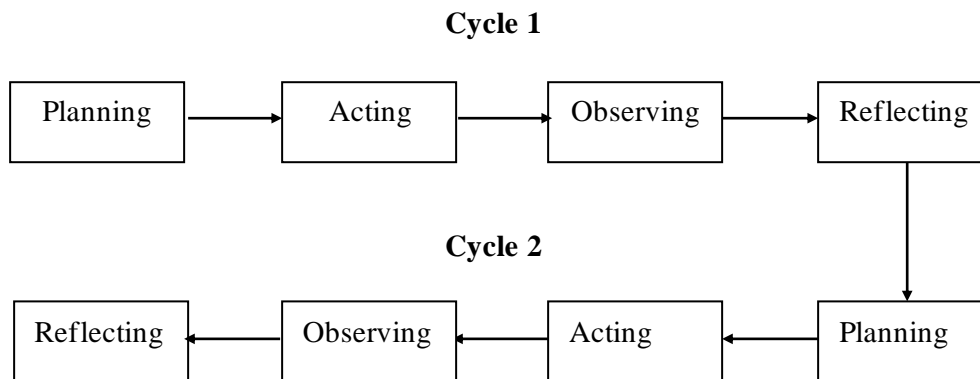 Cycle 1
Planning Acting Observing Reflecting
Cycle 2
Reflecting Observing Acting Planning